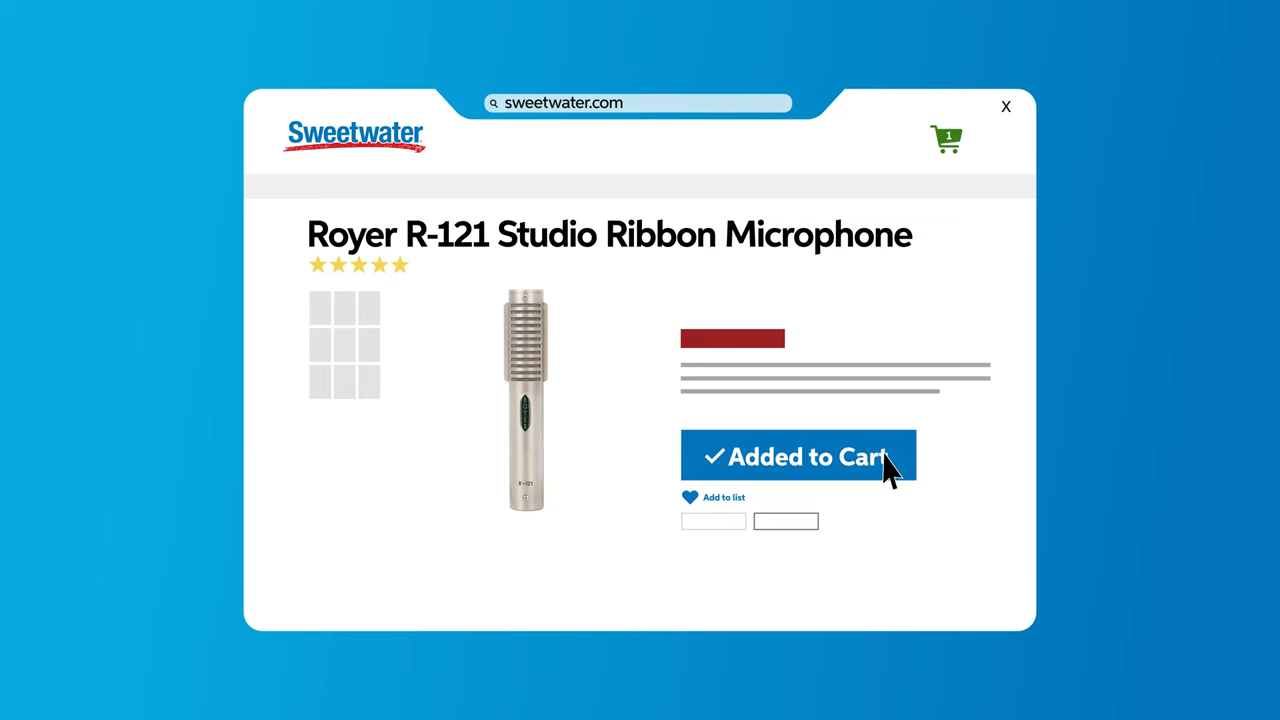 sweetwater.com
X
Sweetwater
1
Royer R-121 Studio Ribbon Microphone
R-121
Added to Cart
Add to list